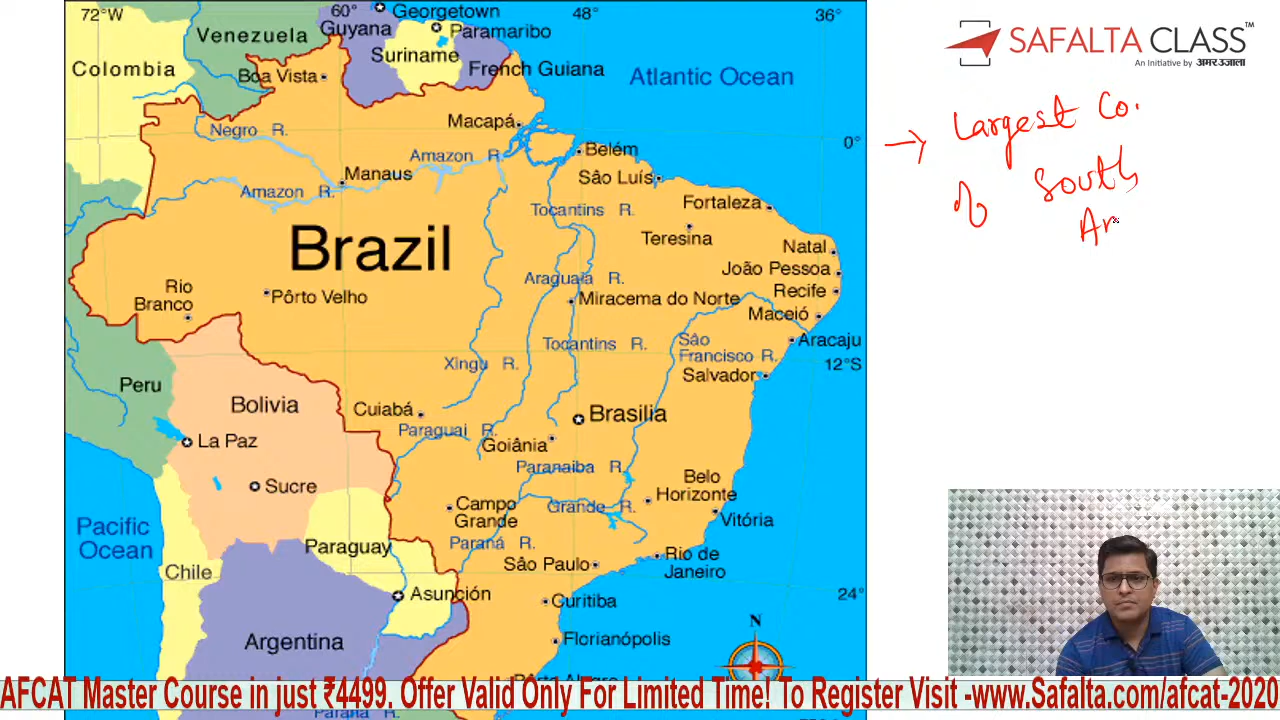 72°W
60°
48°
36°
Georgetown
Guyana
Paramaribo
Venezuela
Suriname
Colombia
French Guiana
Boa Vista
Atlantic Ocean
SAFALTA CLASS™
An Initiative by अमर उजाला
→ Largest Co.
of South
Am
Negro R.
Macapá
0°
Belém
Amazon R.
Manaus
São Luís
Amazon R.
Fortaleza
Tocantins R.
Teresina
Brazil
Natal
João Pessoa
Araguaia R.
Rio
Branco
Pôrto Velho
Recife
Miracema do Norte
Maceió
Aracaju
Tocantins R.
São
Francisco R.
12°S
Xingu R.
Salvador
Peru
Bolivia
Cuiabá
Brasilia
Paraguai R.
La Paz
Goiânia
Paranaiba R.
Sucre
Belo
Horizonte
Campo
Grande
Grande R.
Vitória
Pacific
Ocean
Paraguay
Paraná R.
Chile
São Paulo
Rio de
Janeiro
Asunción
Curitiba
24°
Argentina
Florianópolis
N
AFCAT Master Course in just ₹4499. Offer Valid Only For Limited Time! To Register Visit -www.Safalta.com/afcat-2020